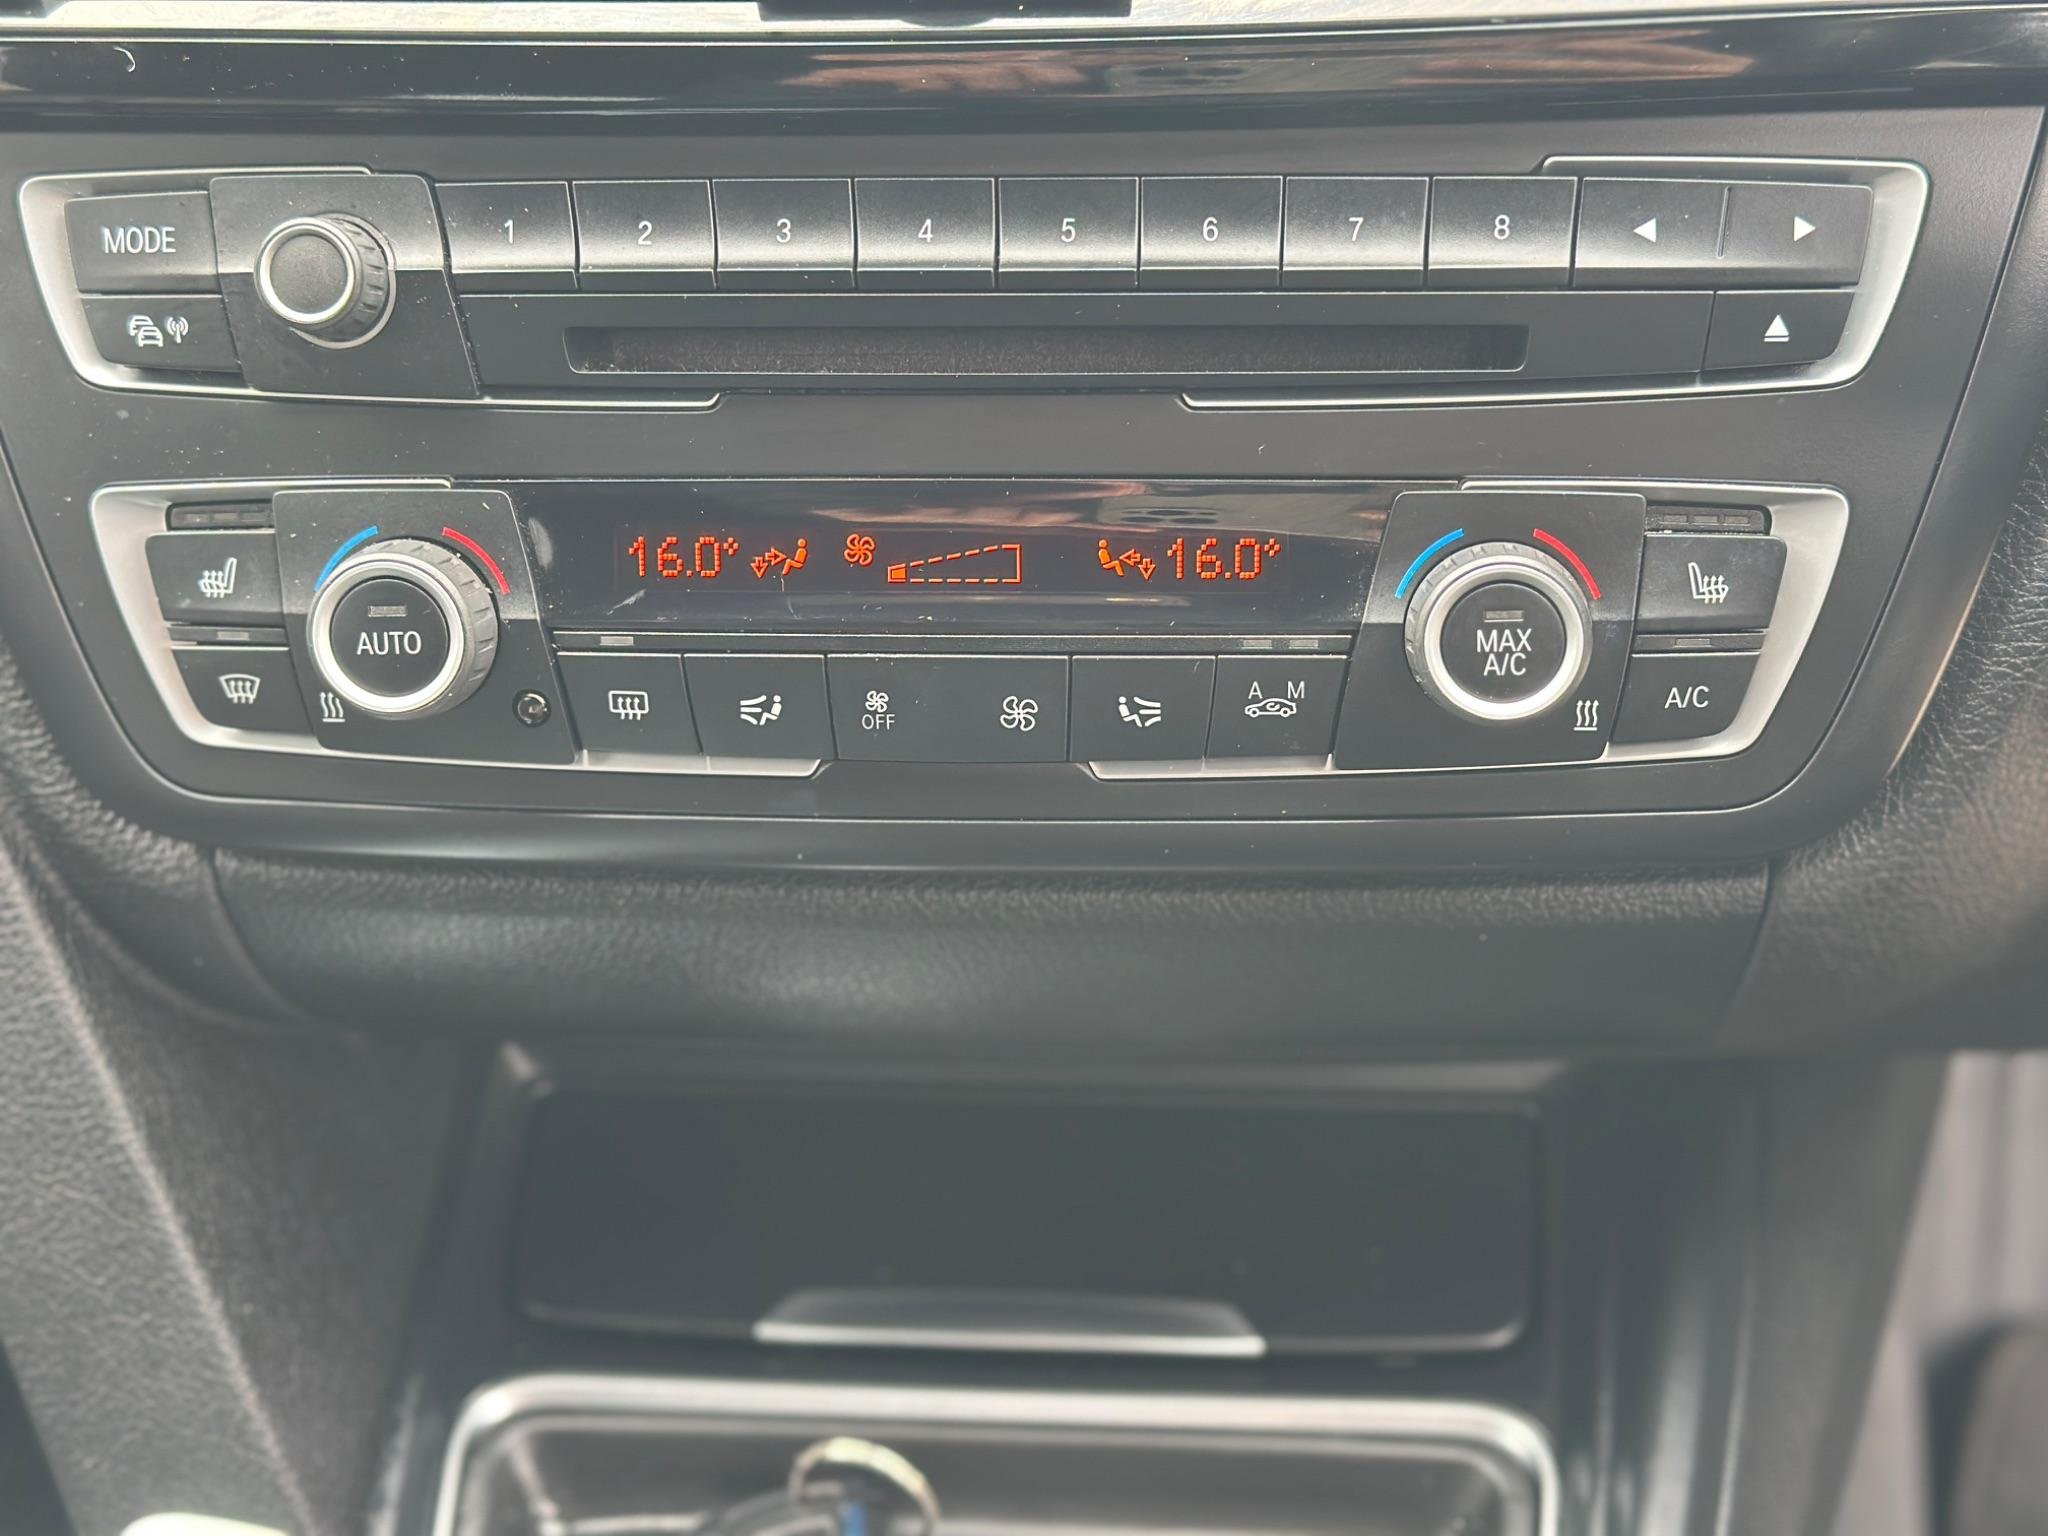 MODE 1 2 3 4 5 6 7 8
16.0° 16.0°
AUTO
MAX
A/C
OFF
A M
A/C